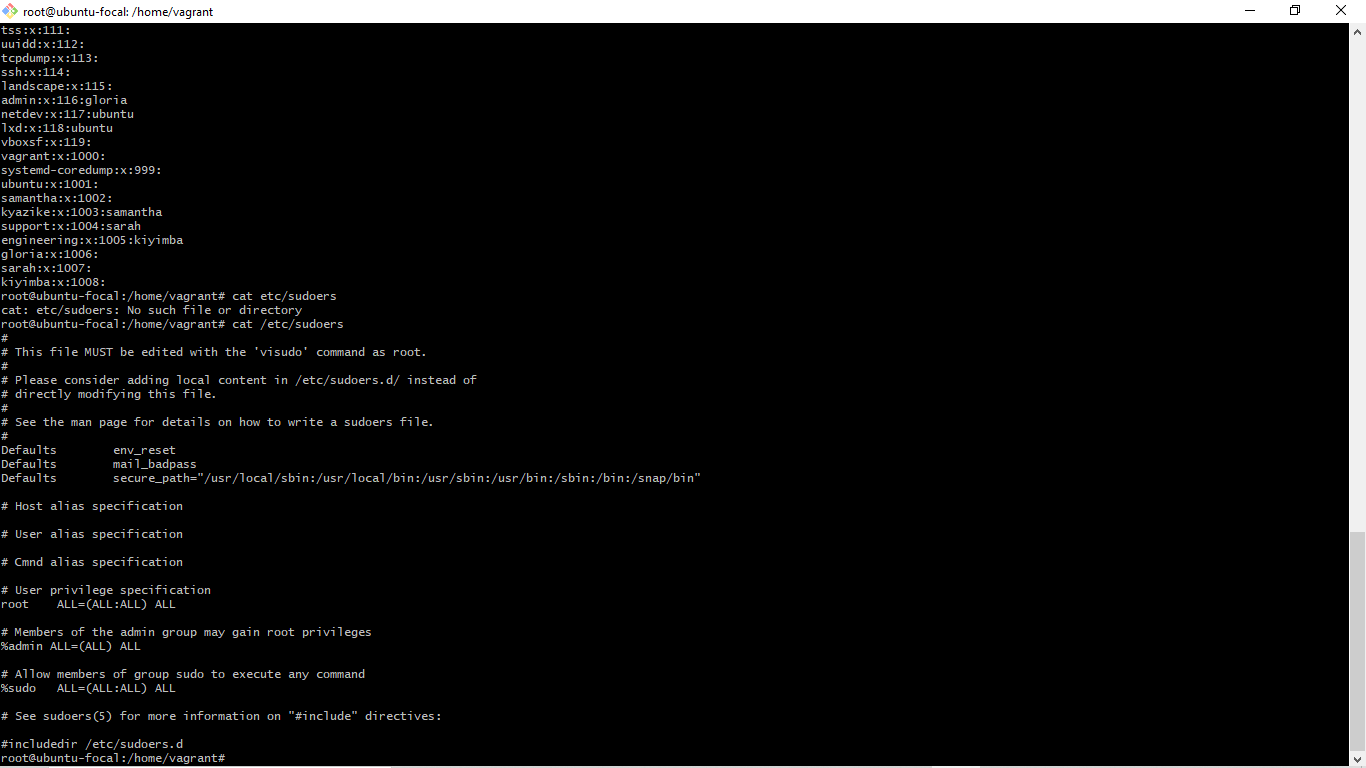 root@ubuntu-focal: /home/vagrant
tss:x:111:
uuidd:x:112:
tcpdump:x:113:
ssh:x:114:
landscape:x:115:
admin:x:116:gloria
netdev:x:117:ubuntu
lxd:x:118:ubuntu
vboxsf:x:119:
vagrant:x:1000:
systemd-coredump:x:999:
ubuntu:x:1001:
samantha:x:1002:
kyazike:x:1003:samantha
support:x:1004:sarah
engineering:x:1005:kiyimba
gloria:x:1006:
sarah:x:1007:
kiyimba:x:1008:
root@ubuntu-focal:/home/vagrant# cat etc/sudoers
cat: etc/sudoers: No such file or directory
root@ubuntu-focal:/home/vagrant# cat /etc/sudoers
#
# This file MUST be edited with the 'visudo' command as root.
#
# Please consider adding local content in /etc/sudoers.d/ instead of
# directly modifying this file.
#
# See the man page for details on how to write a sudoers file.
#
Defaults        env_reset
Defaults        mail_badpass
Defaults        secure_path="/usr/local/sbin:/usr/local/bin:/usr/sbin:/usr/bin:/sbin:/bin:/snap/bin"
# Host alias specification
# User alias specification
# Cmnd alias specification
# User privilege specification
root    ALL=(ALL:ALL) ALL
# Members of the admin group may gain root privileges
%admin ALL=(ALL) ALL
# Allow members of group sudo to execute any command
%sudo   ALL=(ALL:ALL) ALL
# See sudoers(5) for more information on "#include" directives:
#includedir /etc/sudoers.d
root@ubuntu-focal:/home/vagrant#